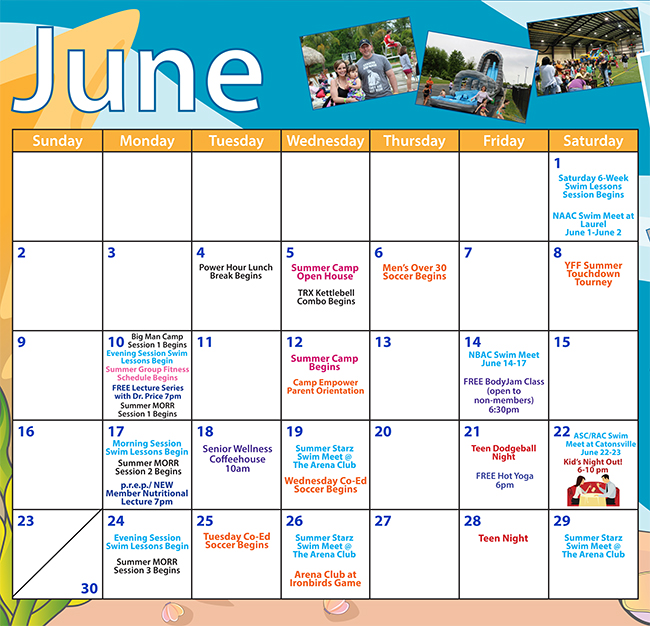 June
Sunday Monday Tuesday Wednesday Thursday Friday Saturday
1
Saturday 6-Week
Swim Lessons
Session Begins
NAAC Swim Meet at
Laurel
June 1-June 2
2
3
4
Power Hour Lunch
Break Begins
5
Summer Camp
Open House
TRX Kettlebell
Combo Begins
6
Men's Over 30
Soccer Begins
7
8
YFF Summer
Touchdown
Tourney
9
10
Big Man Camp
Session 1 Begins
Evening Session Swim
Lessons Begin
Summer Group Fitness
Schedule Begins
FREE Lecture Series
with Dr. Price 7pm
Summer MORR
Session 1 Begins
11
12
Summer Camp
Begins
Camp Empower
Parent Orientation
13
14
NBAC Swim Meet
June 14-17
FREE BodyJam Class
(open to
non-members)
6:30pm
15
16
17
Morning Session
Swim Lessons Begin
Summer MORR
Session 2 Begins
p.r.e.p./ NEW
Member Nutritional
Lecture 7pm
18
Senior Wellness
Coffeehouse
10am
19
Summer Starz
Swim Meet @
The Arena Club
Wednesday Co-Ed
Soccer Begins
20
21
Teen Dodgeball
Night
FREE Hot Yoga
6pm
22
ASC/RAC Swim
Meet at Catonsville
June 22-23
Kid's Night Out!
6-10 pm
23
30
24
Evening Session
Swim Lessons Begin
Summer MORR
Session 3 Begins
25
Tuesday Co-Ed
Soccer Begins
26
Summer Starz
Swim Meet @
The Arena Club
Arena Club at
Ironbirds Game
27
28
Teen Night
29
Summer Starz
Swim Meet @
The Arena Club